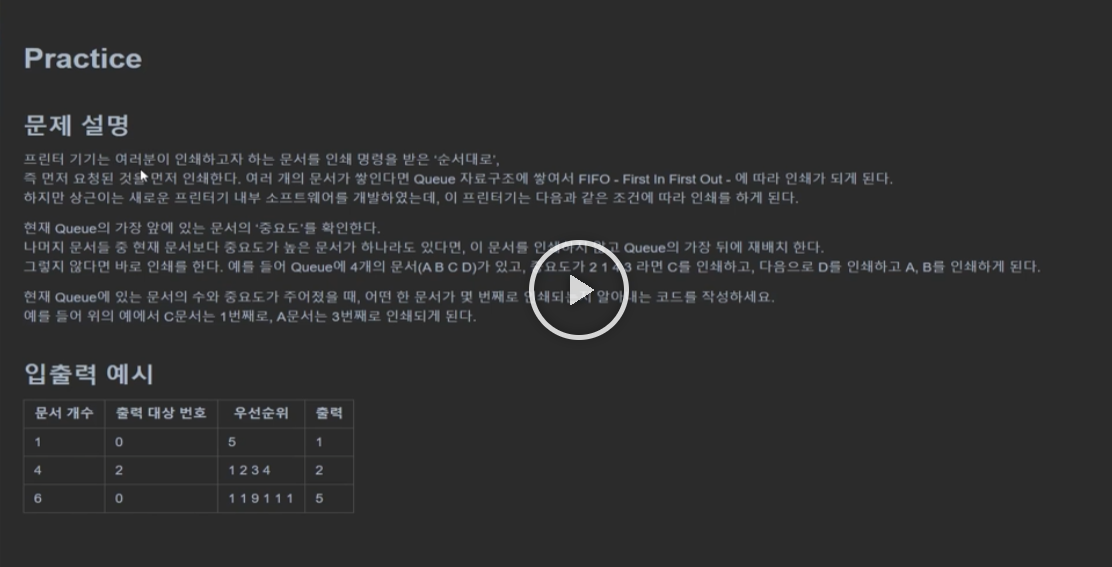 Practice
문제 설명
프린터 기기는 여러분이 인쇄하고자 하는 문서를 인쇄 명령을 받은 '순서대로',
즉 먼저 요청된 것을 먼저 인쇄한다. 여러 개의 문서가 쌓인다면 Queue 자료구조에 쌓여서 FIFO - First In First Out - 에 따라 인쇄가 되게 된다.
하지만 상근이는 새로운 프린터기 내부 소프트웨어를 개발하였는데, 이 프린터기는 다음과 같은 조건에 따라 인쇄를 하게 된다.
현재 Queue의 가장 앞에 있는 문서의 '중요도'를 확인한다.
나머지 문서들 중 현재 문서보다 중요도가 높은 문서가 하나라도 있다면, 이 문서를 인쇄하지 않고 Queue의 가장 뒤에 재배치 한다.
그렇지 않다면 바로 인쇄를 한다. 예를 들어 Queue에 4개의 문서(A B C D)가 있고, 중요도가 2 1 4 3 라면 C를 인쇄하고, 다음으로 D를 인쇄하고 A, B를 인쇄하게 된다.
현재 Queue에 있는 문서의 수와 중요도가 주어졌을 때, 어떤 한 문서가 몇 번째로 인쇄되는지 알아내는 코드를 작성하세요.
예를 들어 위의 예에서 C문서는 1번째로, A문서는 3번째로 인쇄되게 된다.
입출력 예시
문서 개수 출력 대상 번호 우선순위 출력
1 0 5 1
4 2 1 2 3 4 2
6 0 1 1 9 1 1 1 5